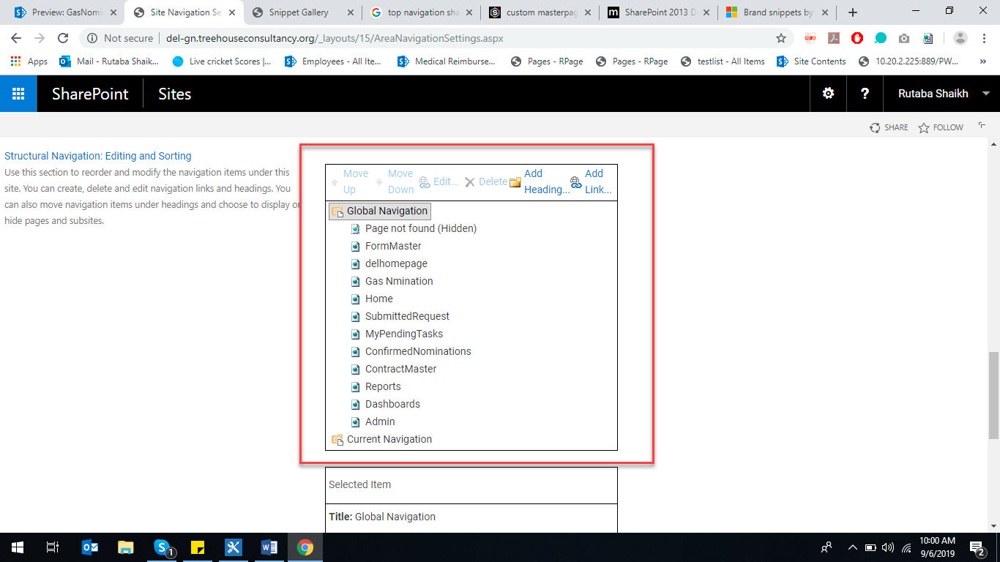 Preview: GasNomin
Site Navigation Se
Snippet Gallery
top navigation sha
custom masterpag
SharePoint 2013 D
Brand snippets by
Not secure
del-gn.treehouseconsultancy.org/_layouts/15/AreaNavigationSettings.aspx
Apps
Mail - Rutaba Shaik...
Live cricket Scores |...
Employees - All Ite...
Medical Reimburse...
Pages - RPage
Pages - RPage
testlist - All Items
Site Contents
10.20.2.225:889/PW...
»
SharePoint
Sites
?
Rutaba Shaikh
SHARE
FOLLOW
Structural Navigation: Editing and Sorting
Use this section to reorder and modify the navigation items under this
site. You can create, delete and edit navigation links and headings. You
can also move navigation items under headings and choose to display or
hide pages and subsites.
Move
Up
Move
Down
Edit...
Delete
Add
Heading...
Add
Link...
Global Navigation
Page not found (Hidden)
FormMaster
delhomepage
Gas Nmination
Home
SubmittedRequest
MyPendingTasks
ConfirmedNominations
ContractMaster
Reports
Dashboards
Admin
Current Navigation
Selected Item
Title: Global Navigation
1
10:00 AM
9/6/2019
2